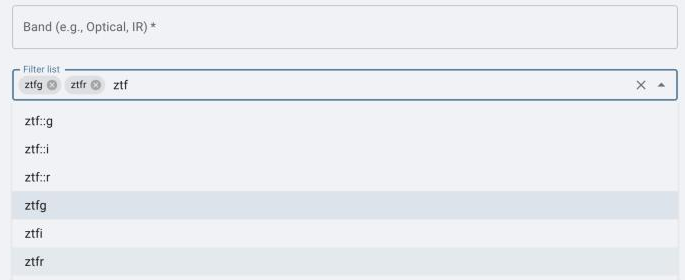 Band (e.g., Optical, IR) *
Filter list
ztfg ztfr ztf
ztf::g
ztf::i
ztf::r
ztfg
ztfi
ztfr